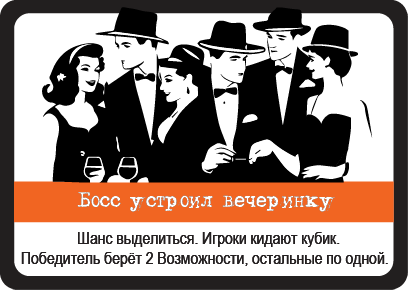 Босс устроил вечеринку
Шанс выделиться. Игроки кидают кубик.
Победитель берёт 2 Возможности, остальные по одной.